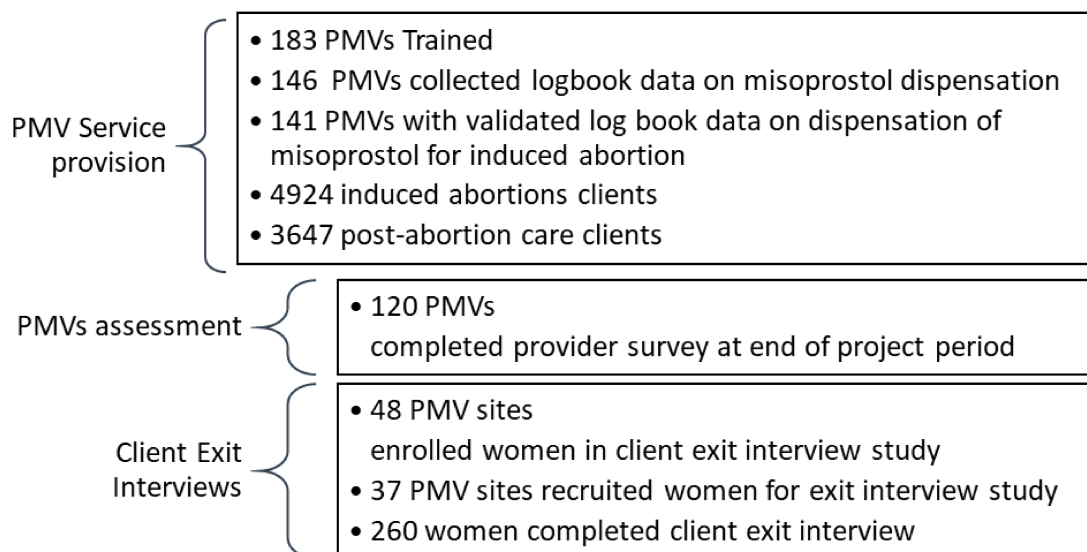 PMV Service
provision
• 183 PMVs Trained
• 146 PMVs collected logbook data on misoprostol dispensation
• 141 PMVs with validated log book data on dispensation of
misoprostol for induced abortion
• 4924 induced abortions clients
• 3647 post-abortion care clients
PMVs assessment
• 120 PMVs
completed provider survey at end of project period
Client Exit
Interviews
• 48 PMV sites
enrolled women in client exit interview study
• 37 PMV sites recruited women for exit interview study
• 260 women completed client exit interview